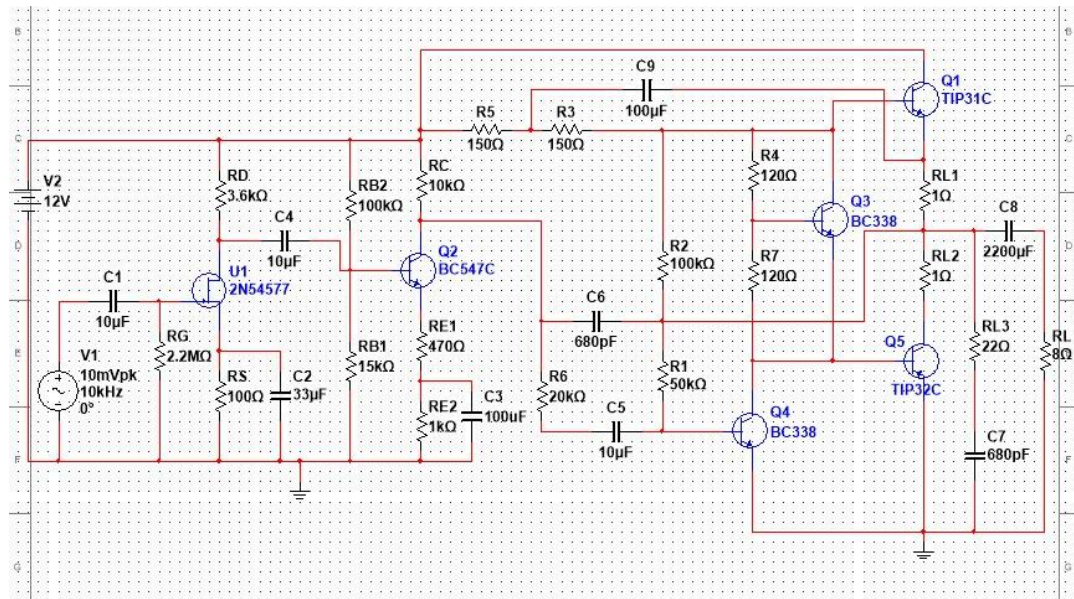 B
B
C9
Q1
TIP31C
R5
R3
100µF
150Ω
150Ω
C
C
RD
3.6kΩ
RB2
100kΩ
RC
10kΩ
R4
120Ω
RL1
1Ω
V2
12V
C4
10µF
Q3
BC338
C8
2200µF
D
D
U1
2N54577
Q2
BC547C
R2
100kΩ
R7
120Ω
RL2
1Ω
C1
10µF
C6
680pF
RG
2.2MΩ
RE1
470Ω
RL3
22Ω
RL
8Ω
V1
10mVpk
10kHz
0°
RB1
15kΩ
R1
50kΩ
Q5
TIP32C
E
E
RS
100Ω
C2
33µF
C3
100uF
R6
20kΩ
RE2
1kΩ
C5
10µF
Q4
BC338
C7
680pF
F
F
G
G